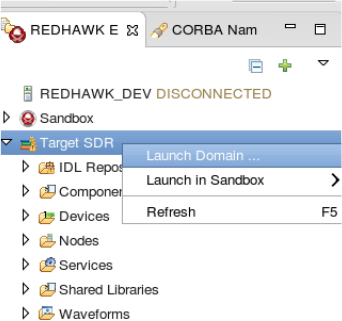 REDHAWK E CORBA Nam
REDHAWK_DEV DISCONNECTED
Sandbox
Target SDR
Launch Domain ...
IDL Repos
Launch in Sandbox
Componen
Refresh F5
Devices
Nodes
Services
Shared Libraries
Waveforms